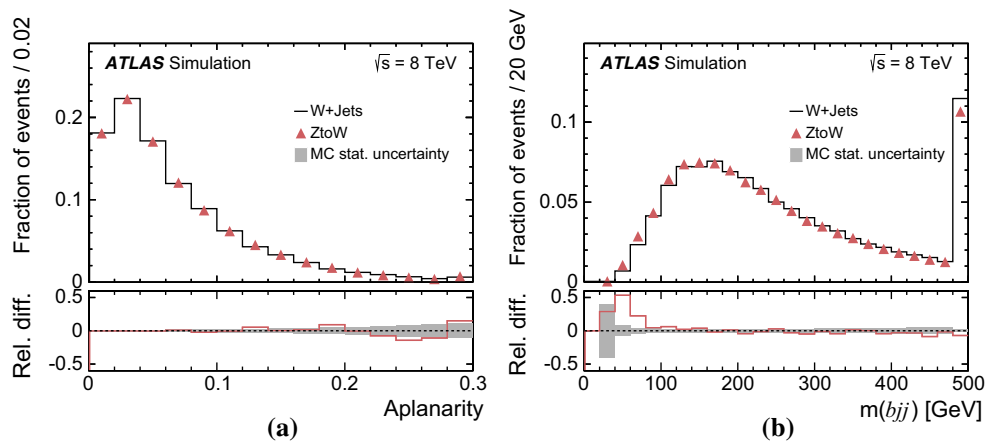 Fraction of events / 0.02
ATLAS Simulation
√s = 8 TeV
W+Jets
ZtoW
MC stat. uncertainty
0.2
0.1
0
Rel. diff.
0.5
0
-0.5
0 0.1 0.2 0.3
Aplanarity
(a)
Fraction of events / 20 GeV
ATLAS Simulation
√s = 8 TeV
W+Jets
ZtoW
MC stat. uncertainty
0.1
0.05
0
Rel. diff.
0.5
0
-0.5
0 100 200 300 400 500
m(bjj) [GeV]
(b)